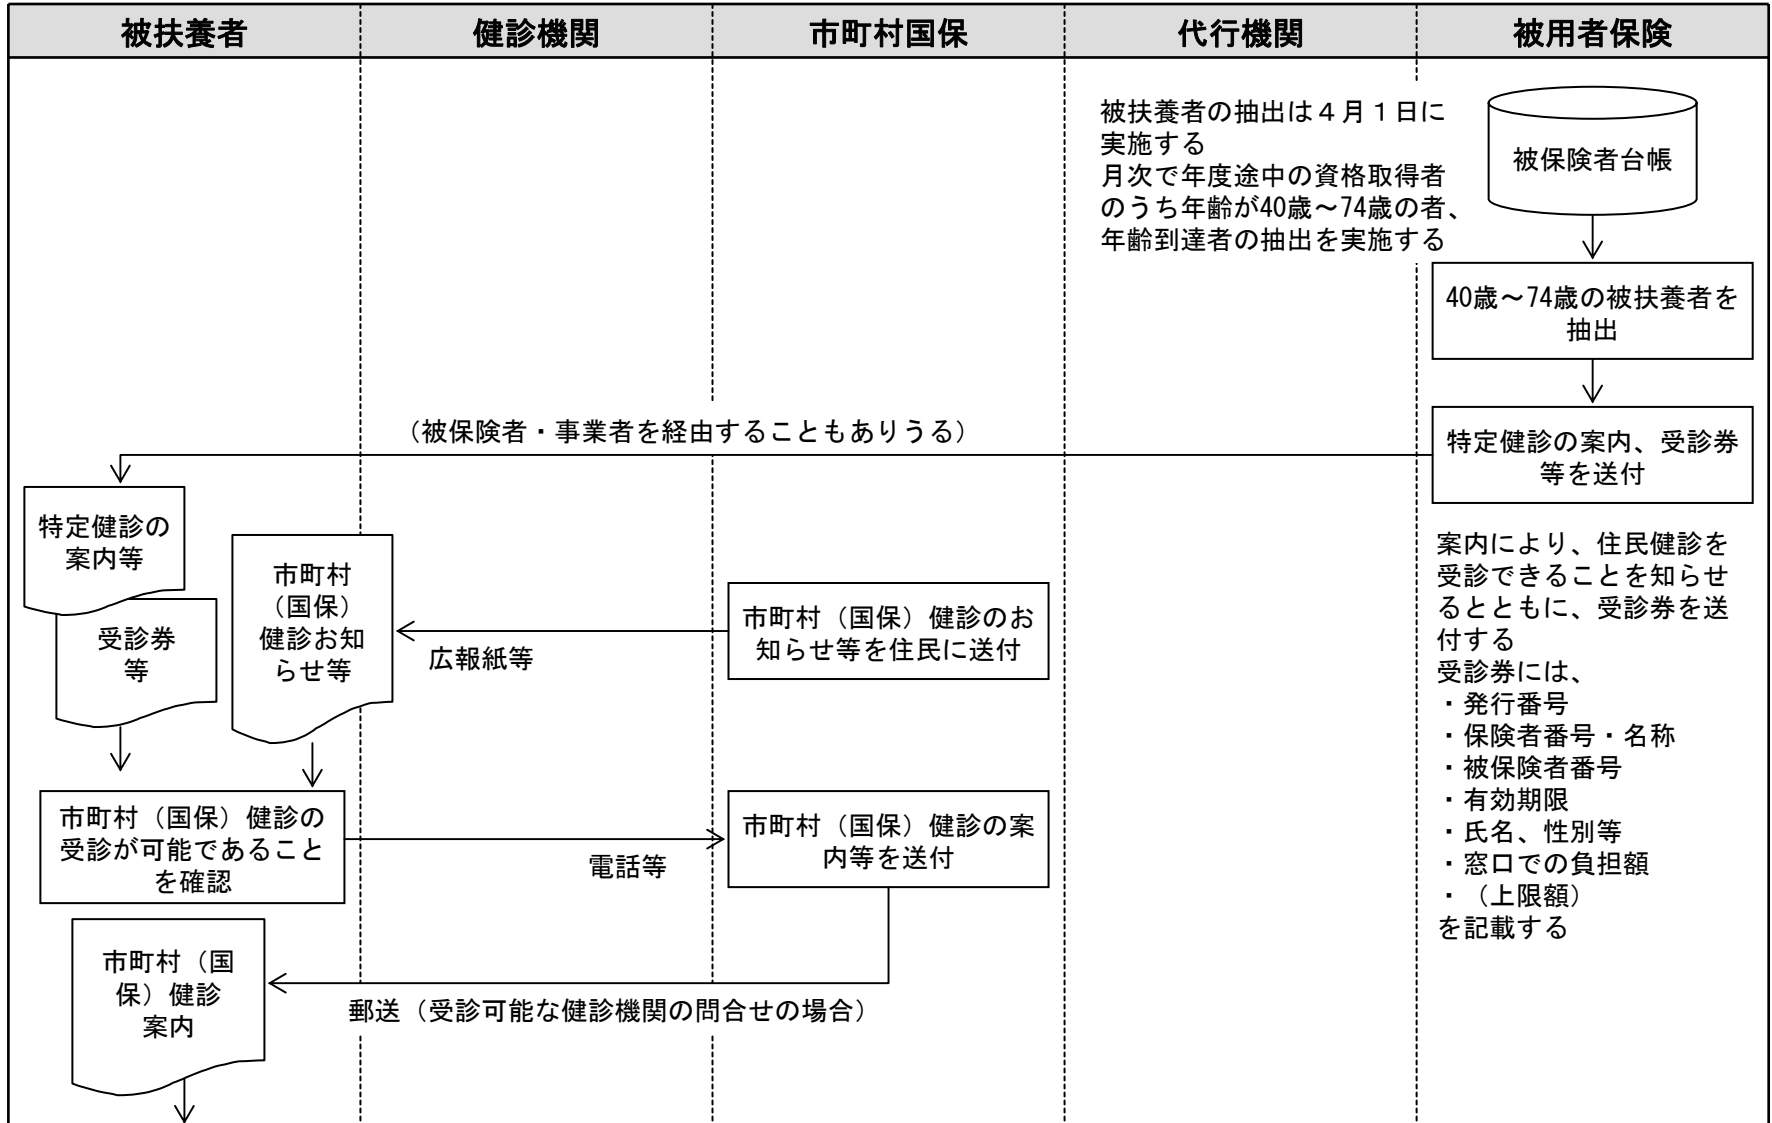 被扶養者
健診機関
市町村国保
代行機関
被用者保険
被扶養者の抽出は４月１日に
実施する
月次で年度途中の資格取得者
のうち年齢が40歳～74歳の者、
年齢到達者の抽出を実施する
被保険者台帳
40歳～74歳の被扶養者を
抽出
（被保険者・事業者を経由することもありうる）
特定健診の案内、受診券
等を送付
特定健診の
案内等
受診券
等
市町村
（国保）
健診お知
らせ等
広報紙等
市町村（国保）健診のお
知らせ等を住民に送付
案内により、住民健診を
受診できることを知らせ
るとともに、受診券を送
付する
受診券には、
・発行番号
・保険者番号・名称
・被保険者番号
・有効期限
・氏名、性別等
・窓口での負担額
・（上限額）
を記載する
市町村（国保）健診の
受診が可能であること
を確認
電話等
市町村（国保）健診の案
内等を送付
市町村（国
保）健診
案内
郵送（受診可能な健診機関の問合せの場合）